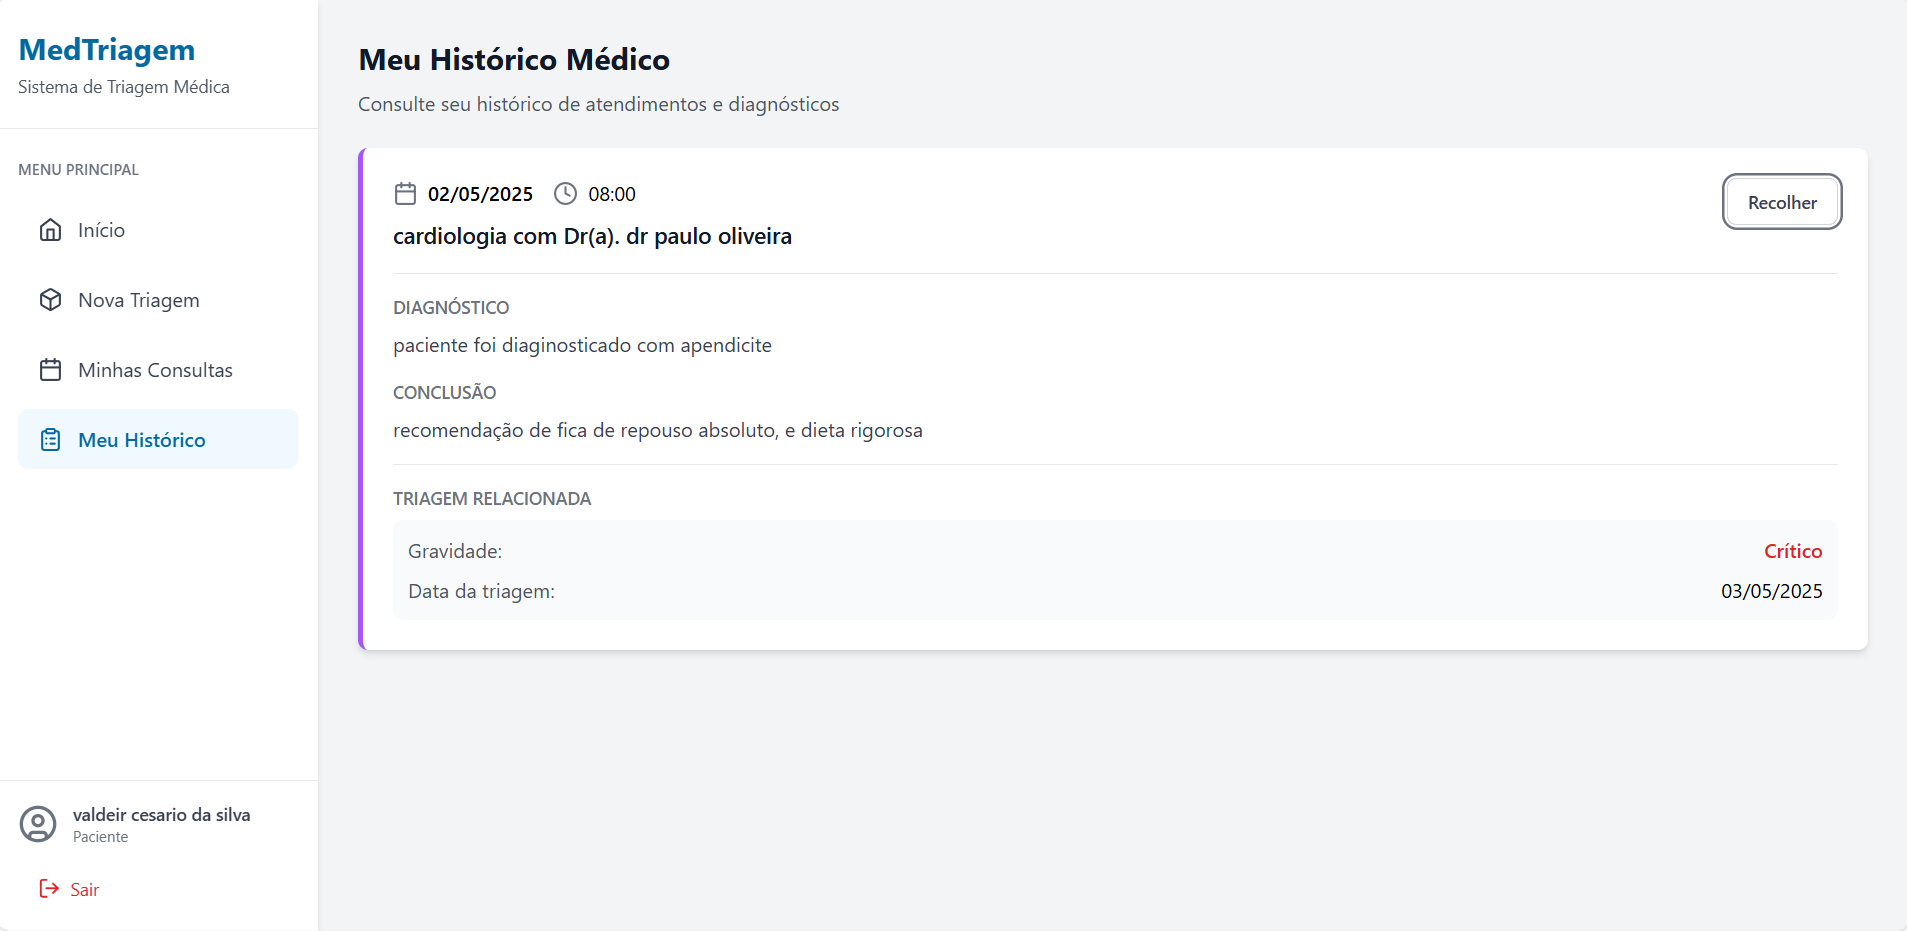 MedTriagem
Sistema de Triagem Médica
MENU PRINCIPAL
Início
Nova Triagem
Minhas Consultas
Meu Histórico
valdeir cesario da silva
Paciente
Sair
Meu Histórico Médico
Consulte seu histórico de atendimentos e diagnósticos
02/05/2025 08:00
Recolher
cardiologia com Dr(a). dr paulo oliveira
DIAGNÓSTICO
paciente foi diaginosticado com apendicite
CONCLUSÃO
recomendação de fica de repouso absoluto, e dieta rigorosa
TRIAGEM RELACIONADA
Gravidade: Crítico
Data da triagem: 03/05/2025